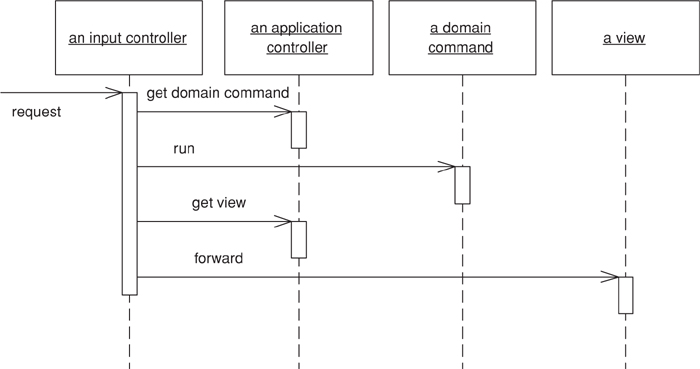 an input controller
an application
controller
a domain
command
a view
request
get domain command
run
get view
forward